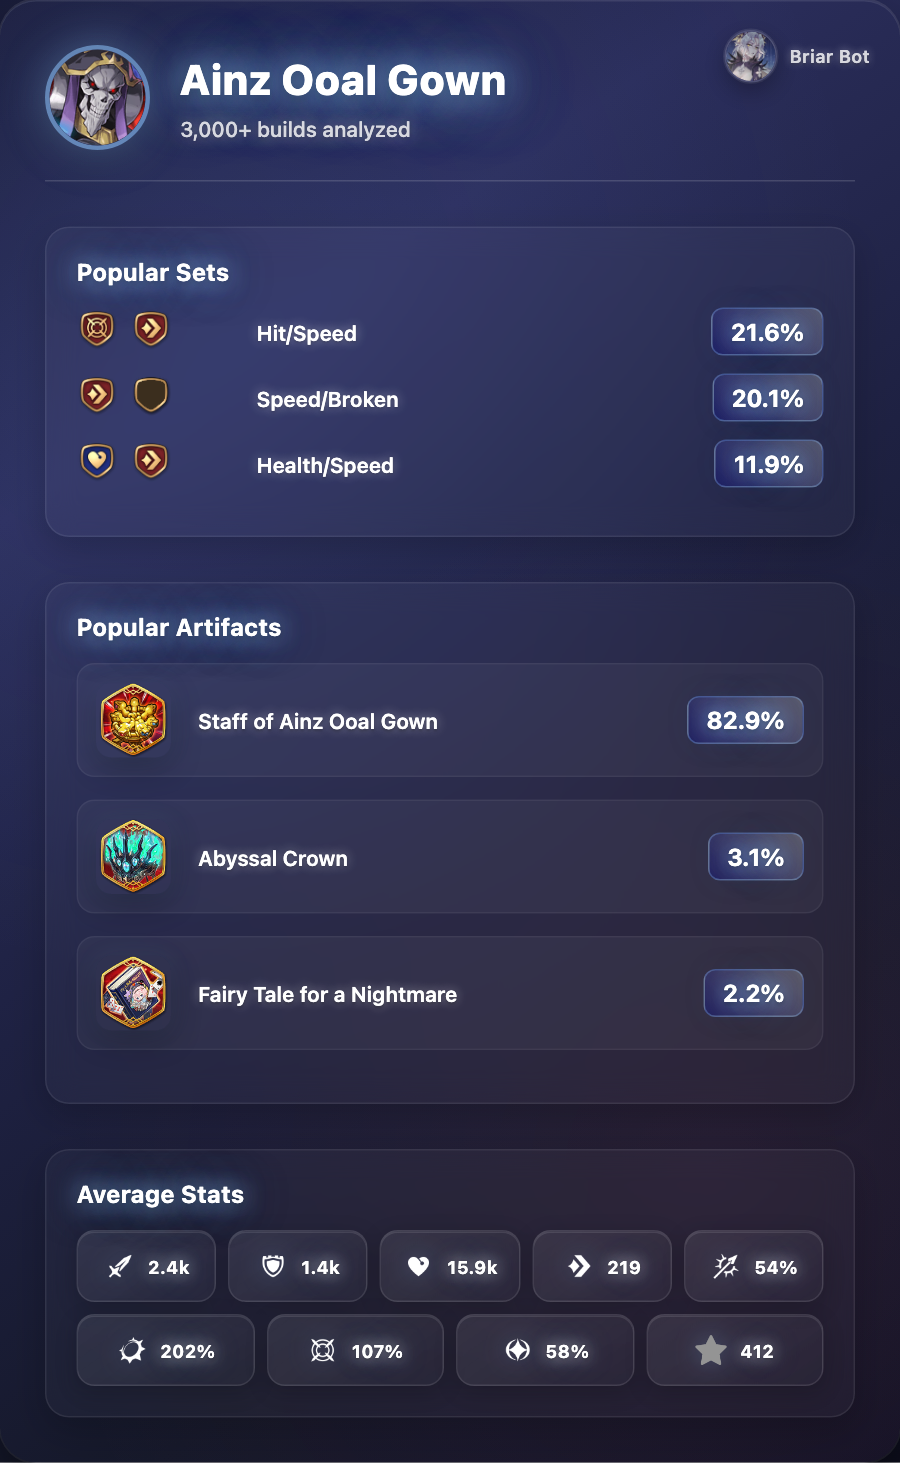 Ainz Ooal Gown
Briar Bot
3,000+ builds analyzed
Popular Sets
Hit/Speed 21.6%
Speed/Broken 20.1%
Health/Speed 11.9%
Popular Artifacts
Staff of Ainz Ooal Gown 82.9%
Abyssal Crown 3.1%
Fairy Tale for a Nightmare 2.2%
Average Stats
2.4k 1.4k 15.9k 219 54%
202% 107% 58% 412